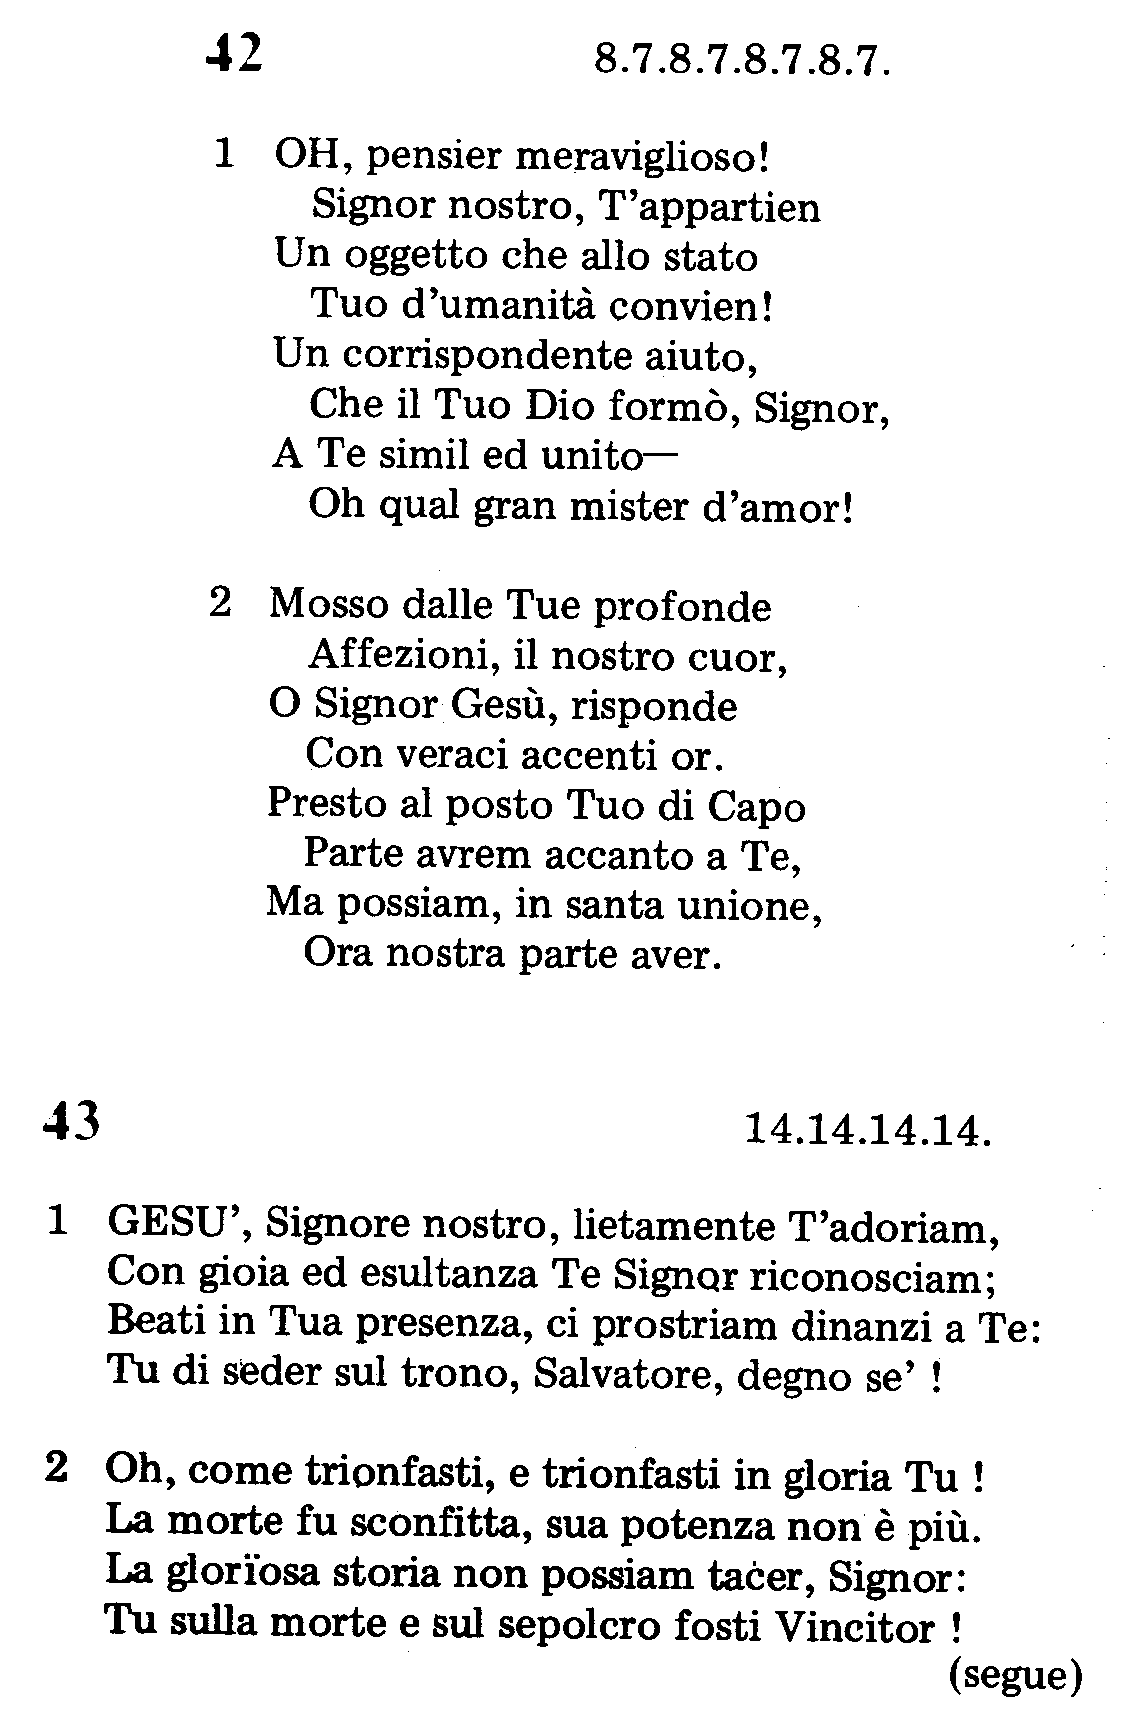 42 8.7.8.7.8.7.8.7.
1 OH, pensier meraviglioso!
Signor nostro, T'appartien
Un oggetto che allo stato
Tuo d'umanità convien!
Un corrispondente aiuto,
Che il Tuo Dio formò, Signor,
A Te simil ed unito—
Oh qual gran mister d'amor!
2 Mosso dalle Tue profonde
Affezioni, il nostro cuor,
O Signor Gesù, risponde
Con veraci accenti or.
Presto al posto Tuo di Capo
Parte avrem accanto a Te,
Ma possiam, in santa unione,
Ora nostra parte aver.
43 14.14.14.14.
1 GESU', Signore nostro, lietamente T'adoriam,
Con gioia ed esultanza Te Signor riconosciam;
Beati in Tua presenza, ci prostriam dinanzi a Te:
Tu di seder sul trono, Salvatore, degno se' !
2 Oh, come trionfasti, e trionfasti in gloria Tu !
La morte fu sconfitta, sua potenza non è più.
La glorïosa storia non possiam tacer, Signor:
Tu sulla morte e sul sepolcro fosti Vincitor !
(segue)